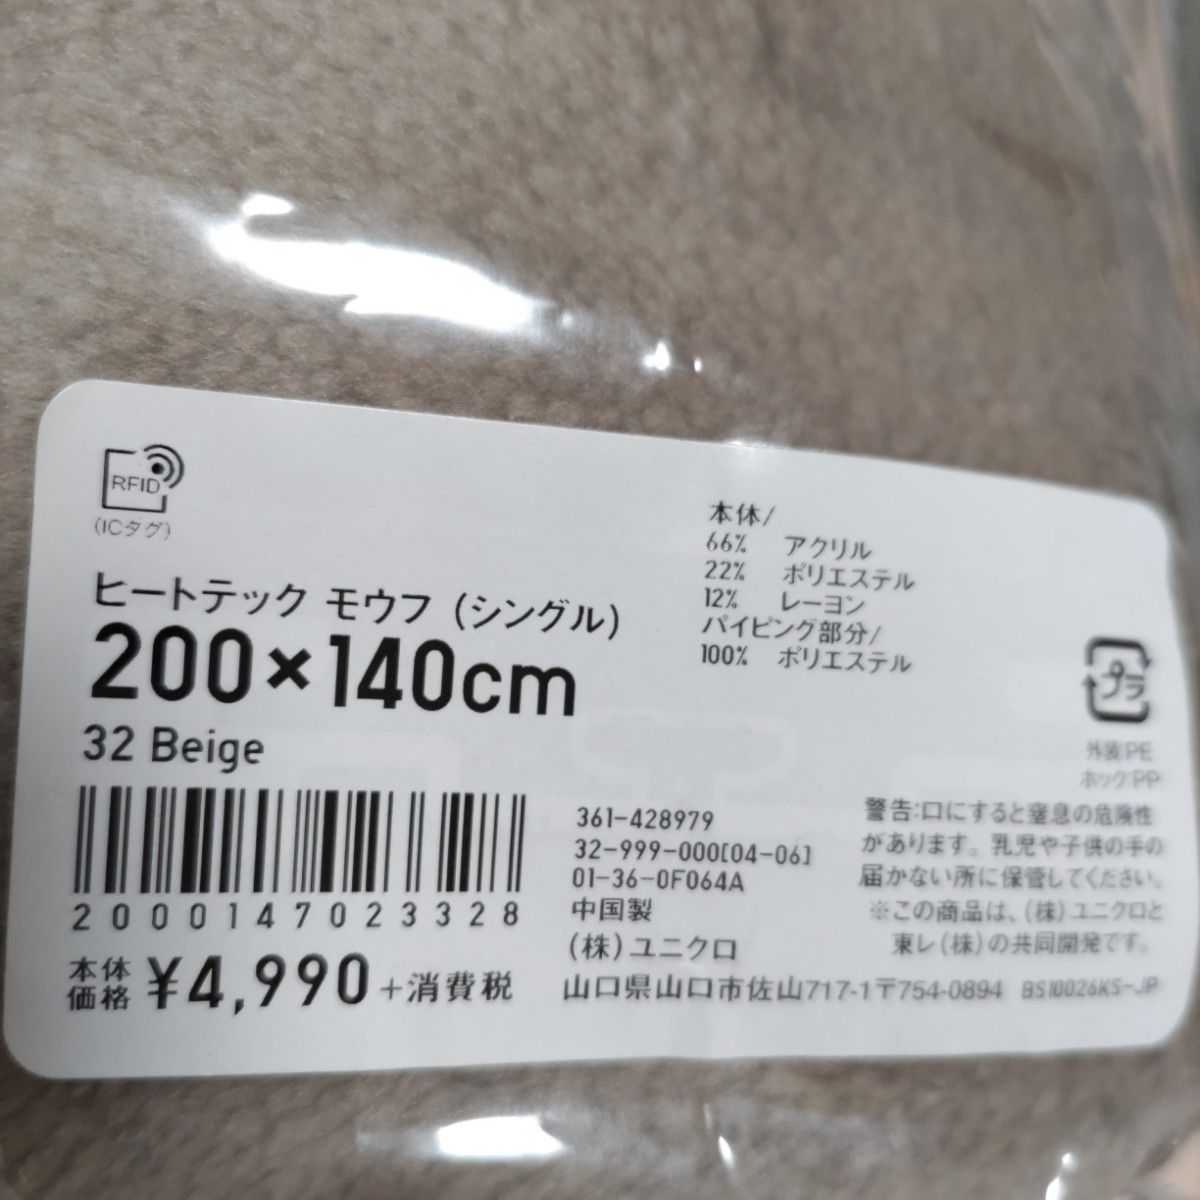 RFID
(ICタグ)
ヒートテック モウフ (シングル)
200×140cm
32 Beige
2000147023328
本体価格 ¥4,990+消費税
本体/
66% アクリル
22% ポリエステル
12% レーヨン
パイピング部分/
100% ポリエステル
プラ
外袋:PE
ホック:PP
361-428979
32-999-000[04-06]
01-36-0F064A
中国製
(株)ユニクロ
山口県山口市佐山717-1〒754-0894 BS10026KS-JP
警告:口にすると窒息の危険性
があります。乳児や子供の手の
届かない所に保管してください。
※この商品は、(株)ユニクロと
東レ(株)の共同開発です。